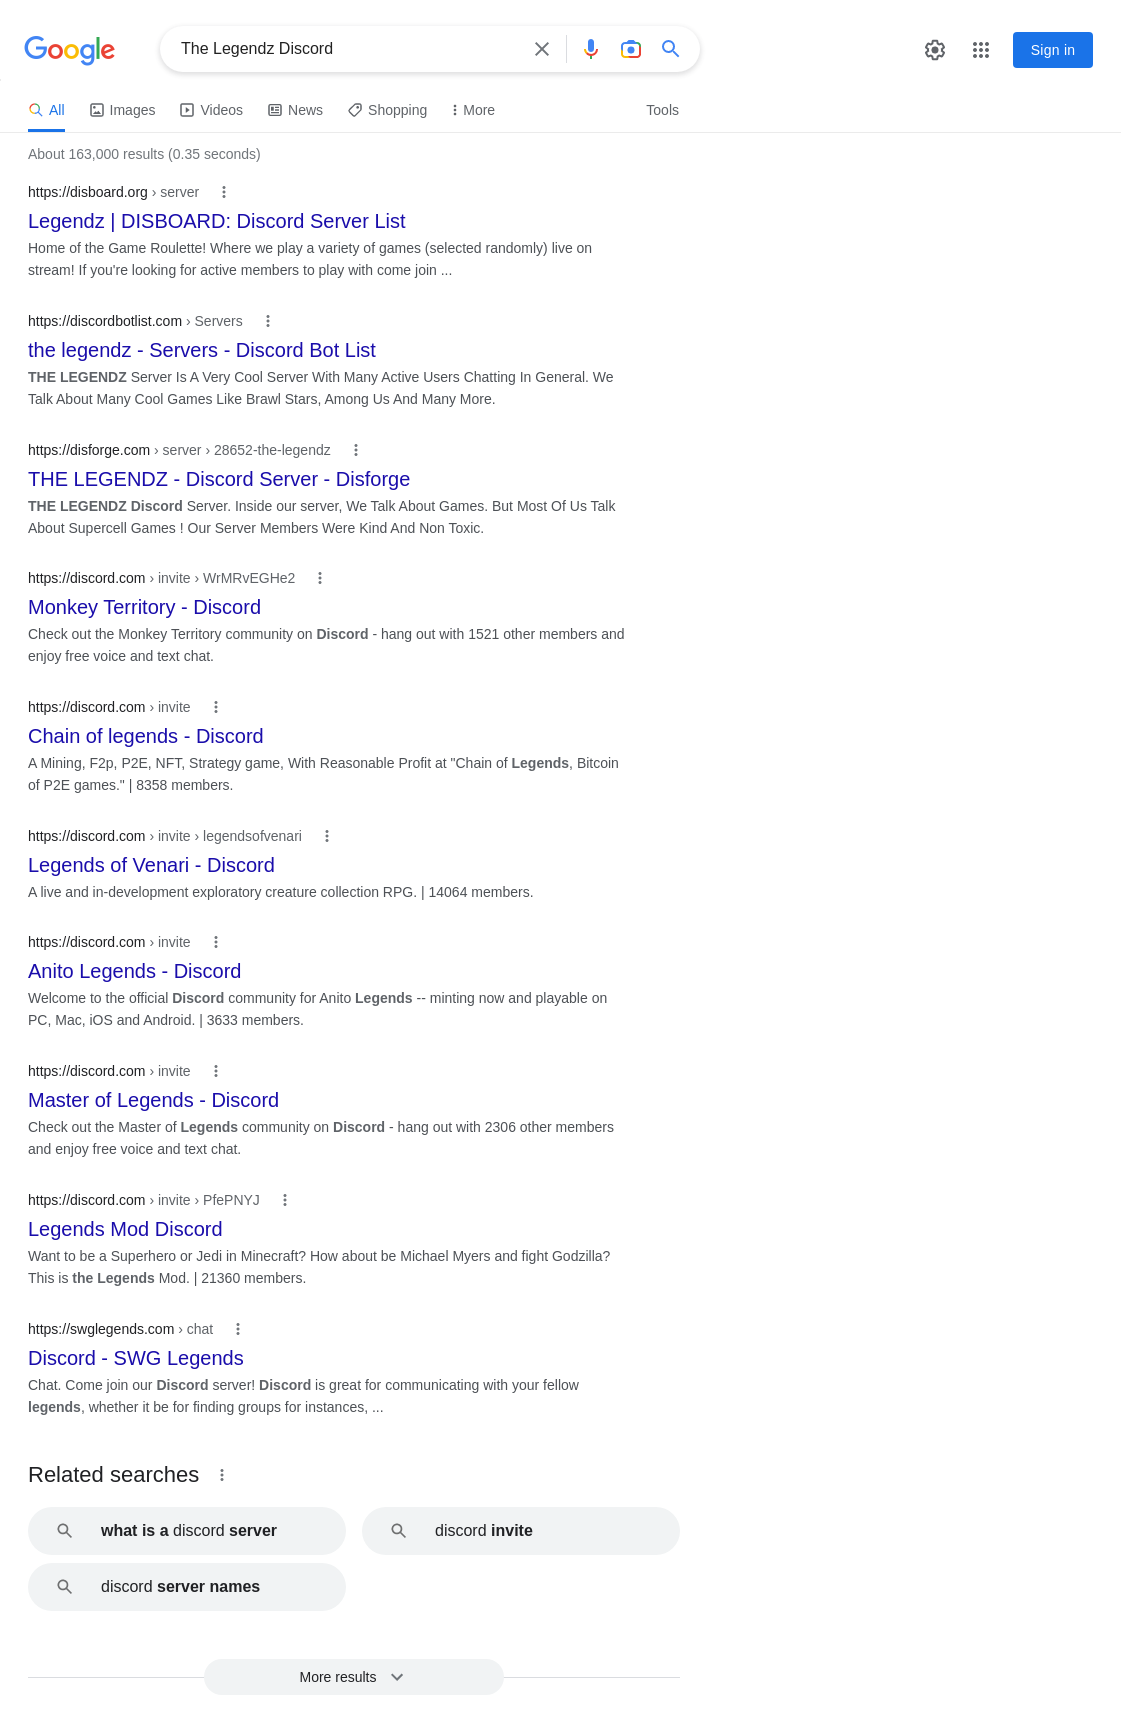 Google
The Legendz Discord
Sign in
All
Images
Videos
News
Shopping
More
Tools
About 163,000 results (0.35 seconds)
https://disboard.org › server
Legendz | DISBOARD: Discord Server List
Home of the Game Roulette! Where we play a variety of games (selected randomly) live on
stream! If you're looking for active members to play with come join ...
https://discordbotlist.com › Servers
the legendz - Servers - Discord Bot List
THE LEGENDZ Server Is A Very Cool Server With Many Active Users Chatting In General. We
Talk About Many Cool Games Like Brawl Stars, Among Us And Many More.
https://disforge.com › server › 28652-the-legendz
THE LEGENDZ - Discord Server - Disforge
THE LEGENDZ Discord Server. Inside our server, We Talk About Games. But Most Of Us Talk
About Supercell Games ! Our Server Members Were Kind And Non Toxic.
https://discord.com › invite › WrMRvEGHe2
Monkey Territory - Discord
Check out the Monkey Territory community on Discord - hang out with 1521 other members and
enjoy free voice and text chat.
https://discord.com › invite
Chain of legends - Discord
A Mining, F2p, P2E, NFT, Strategy game, With Reasonable Profit at "Chain of Legends, Bitcoin
of P2E games." | 8358 members.
https://discord.com › invite › legendsofvenari
Legends of Venari - Discord
A live and in-development exploratory creature collection RPG. | 14064 members.
https://discord.com › invite
Anito Legends - Discord
Welcome to the official Discord community for Anito Legends -- minting now and playable on
PC, Mac, iOS and Android. | 3633 members.
https://discord.com › invite
Master of Legends - Discord
Check out the Master of Legends community on Discord - hang out with 2306 other members
and enjoy free voice and text chat.
https://discord.com › invite › PfePNYJ
Legends Mod Discord
Want to be a Superhero or Jedi in Minecraft? How about be Michael Myers and fight Godzilla?
This is the Legends Mod. | 21360 members.
https://swglegends.com › chat
Discord - SWG Legends
Chat. Come join our Discord server! Discord is great for communicating with your fellow
legends, whether it be for finding groups for instances, ...
Related searches
what is a discord server
discord invite
discord server names
More results